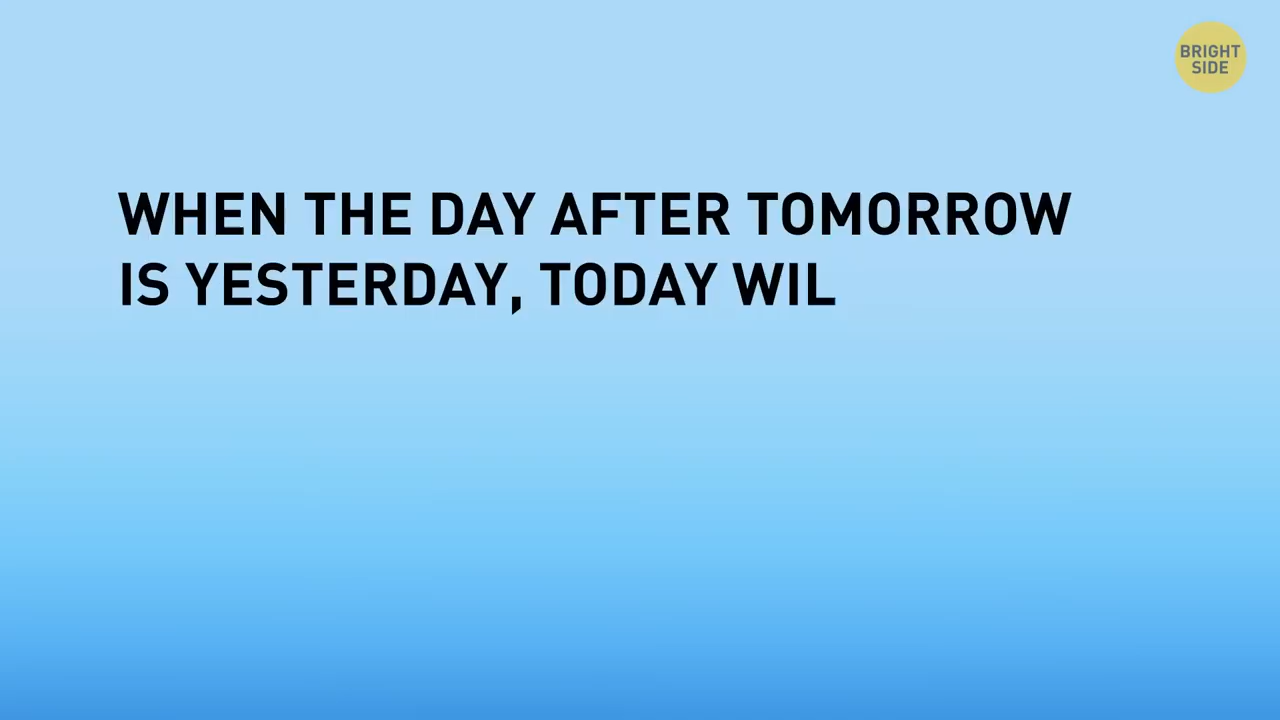 BRIGHT
SIDE
WHEN THE DAY AFTER TOMORROW
IS YESTERDAY, TODAY WIL